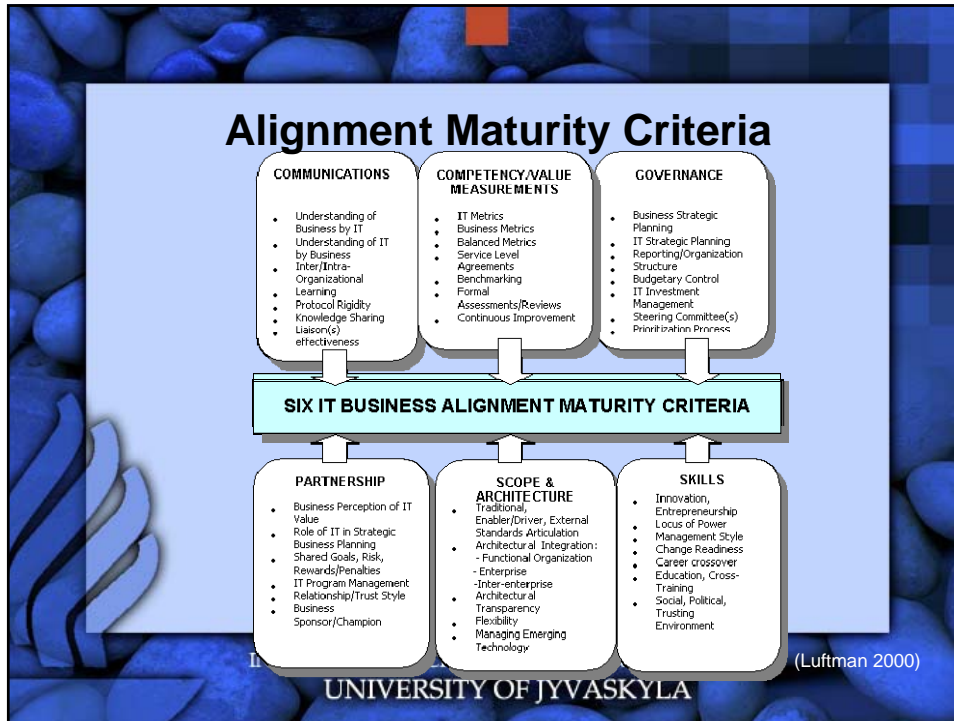 Alignment Maturity Criteria
COMMUNICATIONS
• Understanding of
Business by IT
• Understanding of IT
by Business
• Inter/Intra-
Organizational
• Learning
• Protocol Rigidity
• Knowledge Sharing
• Liaison(s)
effectiveness
COMPETENCY/VALUE
MEASUREMENTS
• IT Metrics
• Business Metrics
• Balanced Metrics
• Service Level
Agreements
• Benchmarking
• Formal
Assessments/Reviews
• Continuous Improvement
GOVERNANCE
• Business Strategic
Planning
• IT Strategic Planning
• Reporting/Organization
• Structure
• Budgetary Control
• IT Investment
Management
• Steering Committee(s)
• Prioritization Process
SIX IT BUSINESS ALIGNMENT MATURITY CRITERIA
PARTNERSHIP
• Business Perception of IT
Value
• Role of IT in Strategic
Business Planning
• Shared Goals, Risk,
Rewards/Penalties
• IT Program Management
• Relationship/Trust Style
• Business
Sponsor/Champion
SCOPE &
ARCHITECTURE
• Traditional,
Enabler/Driver, External
• Standards Articulation
• Architectural Integration:
- Functional Organization
- Enterprise
-Inter-enterprise
• Architectural
Transparency
• Flexibility
• Managing Emerging
Technology
SKILLS
• Innovation,
Entrepreneurship
• Locus of Power
• Management Style
• Change Readiness
• Career crossover
• Education, Cross-
Training
• Social, Political,
Trusting
Environment
(Luftman 2000)
UNIVERSITY OF JYVASKYLA